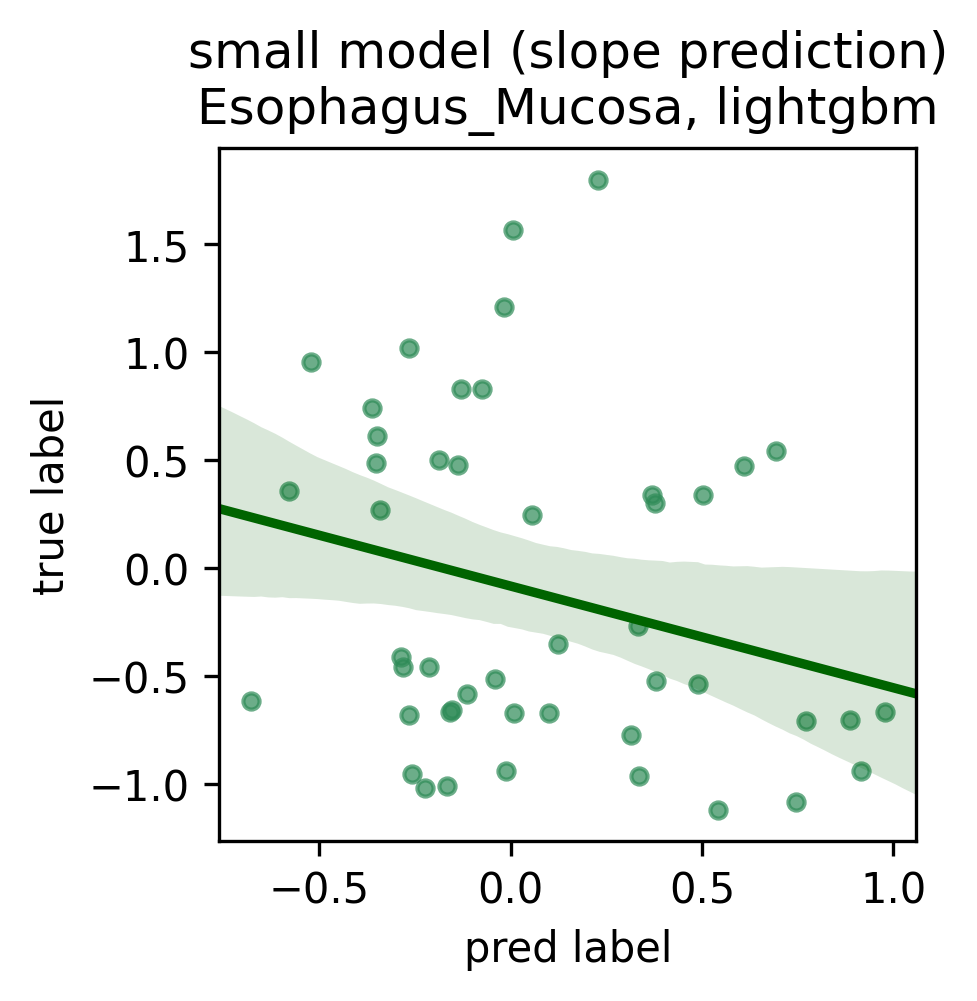 small model (slope prediction)
Esophagus_Mucosa, lightgbm
1.5
1.0
0.5
0.0
−0.5
−1.0
true label
−0.5 0.0 0.5 1.0
pred label